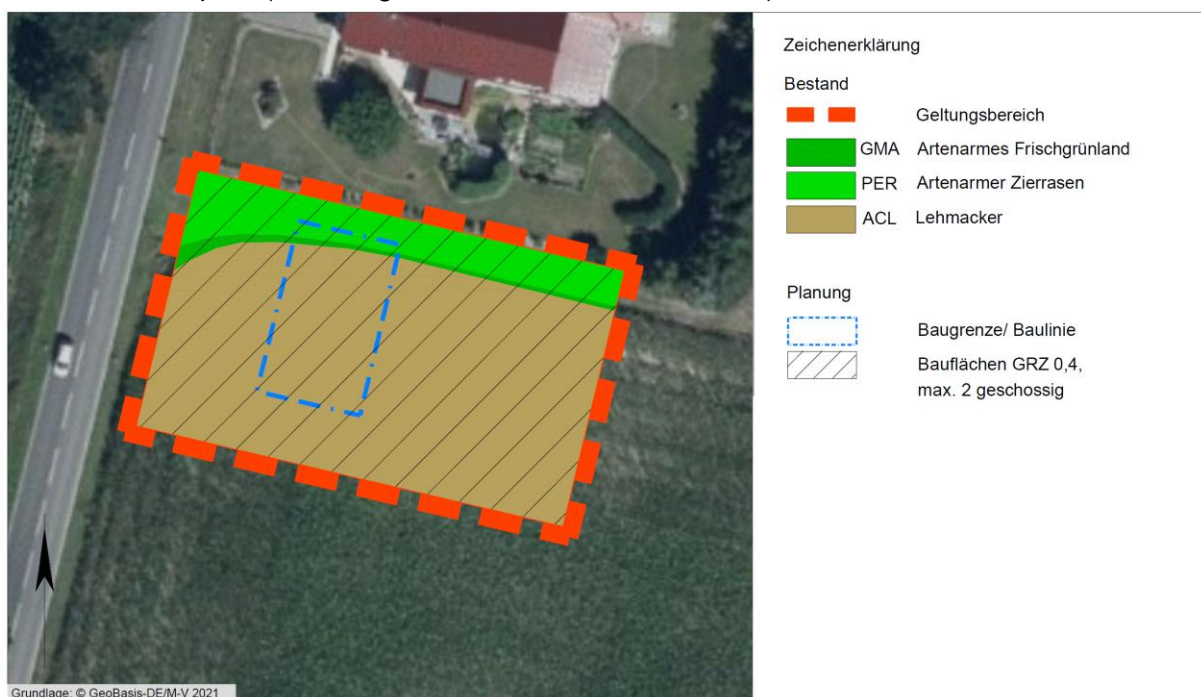 Zeichenerklärung
Bestand
Geltungsbereich
GMA Artenarmes Frischgrünland
PER Artenarmer Zierrasen
ACL Lehmacker
Planung
Baugrenze/ Baulinie
Bauflächen GRZ 0,4,
max. 2 geschossig
Grundlage: © GeoBasis-DE/M-V 2021